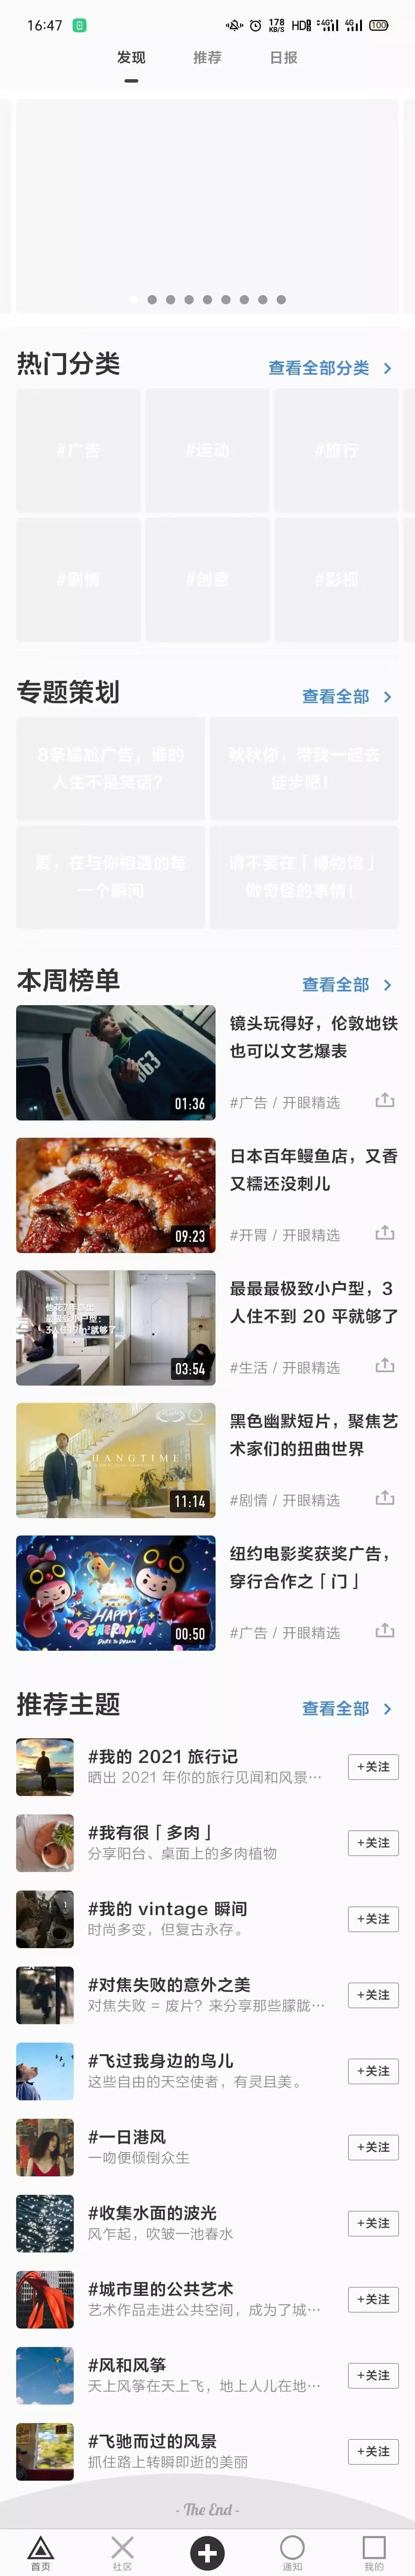 16:47
178
KB/S
HD
4G+
4G
100
发现
推荐
日报
热门分类
查看全部分类
#广告
#运动
#旅行
#剧情
#创意
#影视
专题策划
查看全部
8条尴尬广告，谁的
人生不是笑话？
秋秋你，带我一起去
徒步吧！
爱，在与你相遇的每
一个瞬间
请不要在「博物馆」
做奇怪的事情！
本周榜单
查看全部
镜头玩得好，伦敦地铁
也可以文艺爆表
01:36
#广告 / 开眼精选
日本百年鳗鱼店，又香
又糯还没刺儿
09:23
#开胃 / 开眼精选
最最最极致小户型，3
人住不到 20 平就够了
03:54
#生活 / 开眼精选
黑色幽默短片，聚焦艺
术家们的扭曲世界
HANGTIME
11:14
#剧情 / 开眼精选
纽约电影奖获奖广告，
穿行合作之「门」
HAPPY
GENERATION
DARE TO DREAM
00:50
#广告 / 开眼精选
推荐主题
查看全部
#我的 2021 旅行记
晒出 2021 年你的旅行见闻和风景…
+关注
#我有很「多肉」
分享阳台、桌面上的多肉植物
+关注
#我的 vintage 瞬间
时尚多变，但复古永存。
+关注
#对焦失败的意外之美
对焦失败 = 废片？来分享那些朦胧…
+关注
#飞过我身边的鸟儿
这些自由的天空使者，有灵且美。
+关注
#一日港风
一吻便倾倒众生
+关注
#收集水面的波光
风乍起，吹皱一池春水
+关注
#城市里的公共艺术
艺术作品走进公共空间，成为了城…
+关注
#风和风筝
天上风筝在天上飞，地上人儿在地…
+关注
#飞驰而过的风景
抓住路上转瞬即逝的美丽
+关注
- The End -
首页
社区
通知
我的